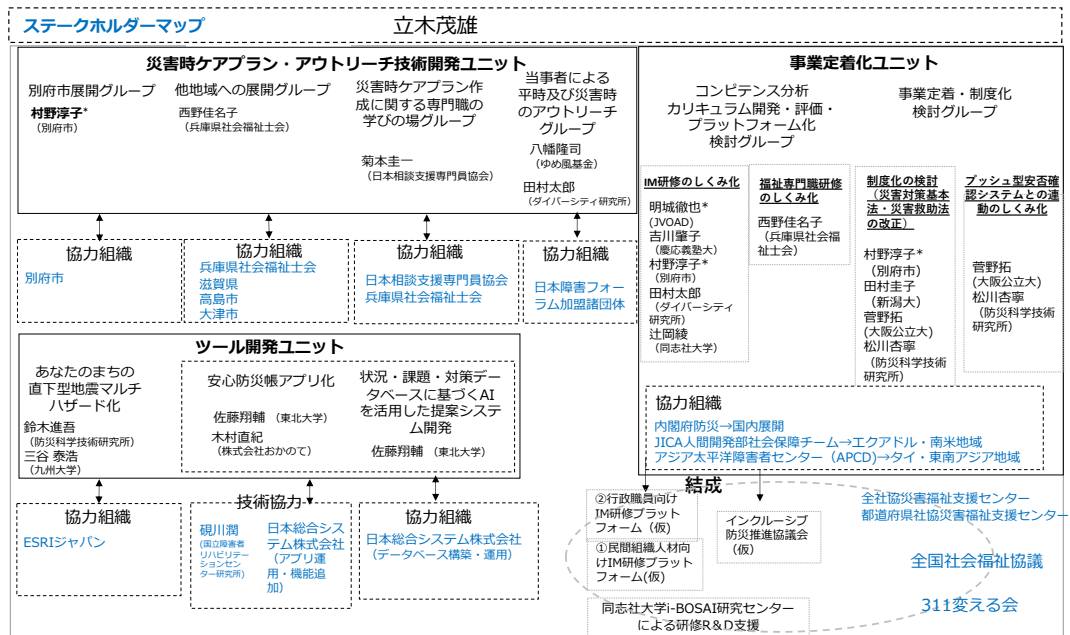 ステークホルダーマップ
立木茂雄
災害時ケアプラン・アウトリーチ技術開発ユニット
別府市展開グループ
村野淳子*
(別府市)
他地域への展開グループ
西野佳名子
(兵庫県社会福祉士会)
災害時ケアプラン作
成に関する専門職の
学びの場グループ
菊本圭一
(日本相談支援専門員協会)
当事者による
平時及び災害時
のアウトリーチ
グループ
八幡隆司
(ゆめ風基金)
田村太郎
(ダイバーシティ研究所)
協力組織
別府市
協力組織
兵庫県社会福祉士会
滋賀県
高島市
大津市
協力組織
日本相談支援専門員協会
兵庫県社会福祉士会
協力組織
日本障害フォー
ラム加盟諸団体
ツール開発ユニット
あなたのまちの
直下型地震マルチ
ハザード化
鈴木進吾
(防災科学技術研究所)
三谷 泰浩
(九州大学)
安心防災帳アプリ化
佐藤翔輔 (東北大学)
木村直紀
(株式会社おかのて)
状況・課題・対策デー
タベースに基づくAI
を活用した提案システ
ム開発
佐藤翔輔 (東北大学)
協力組織
ESRIジャパン
技術協力
硯川潤
(国立障害者
リハビリテー
ションセン
ター研究所)
日本総合シス
テム株式会社
(アプリ運
用・機能追
加)
協力組織
日本総合システム株式会社
(データベース構築・運用)
事業定着化ユニット
コンピテンス分析
カリキュラム開発・評価・
プラットフォーム化
検討グループ
事業定着・制度化
検討グループ
IM研修のしくみ化
明城徹也*
(JVOAD)
吉川肇子
(慶応義塾大)
村野淳子*
(別府市)
田村太郎
(ダイバーシティ
研究所)
辻岡綾
(同志社大学)
福祉専門職研修
のしくみ化
西野佳名子
(兵庫県社会福
祉士会)
制度化の検討
(災害対策基本
法・災害救助法
の改正)
村野淳子*
(別府市)
田村圭子
(新潟大)
菅野拓
(大阪公立大)
松川杏寧
(防災科学技術
研究所)
プッシュ型安否確
認システムとの連
動のしくみ化
菅野拓
(大阪公立大)
松川杏寧
(防災科学技術
研究所)
協力組織
内閣府防災→国内展開
JICA人間開発部社会保障チーム→エクアドル・南米地域
アジア太平洋障害者センター（APCD)→タイ・東南アジア地域
結成
②行政職員向け
IM研修プラット
フォーム（仮)
①民間組織人材向
けIM研修プラット
フォーム(仮)
インクルーシブ
防災推進協議会
(仮)
全社協災害福祉支援センター
都道府県社協災害福祉支援センター
全国社会福祉協議
311変える会
同志社大学i-BOSAI研究センター
による研修R＆D支援